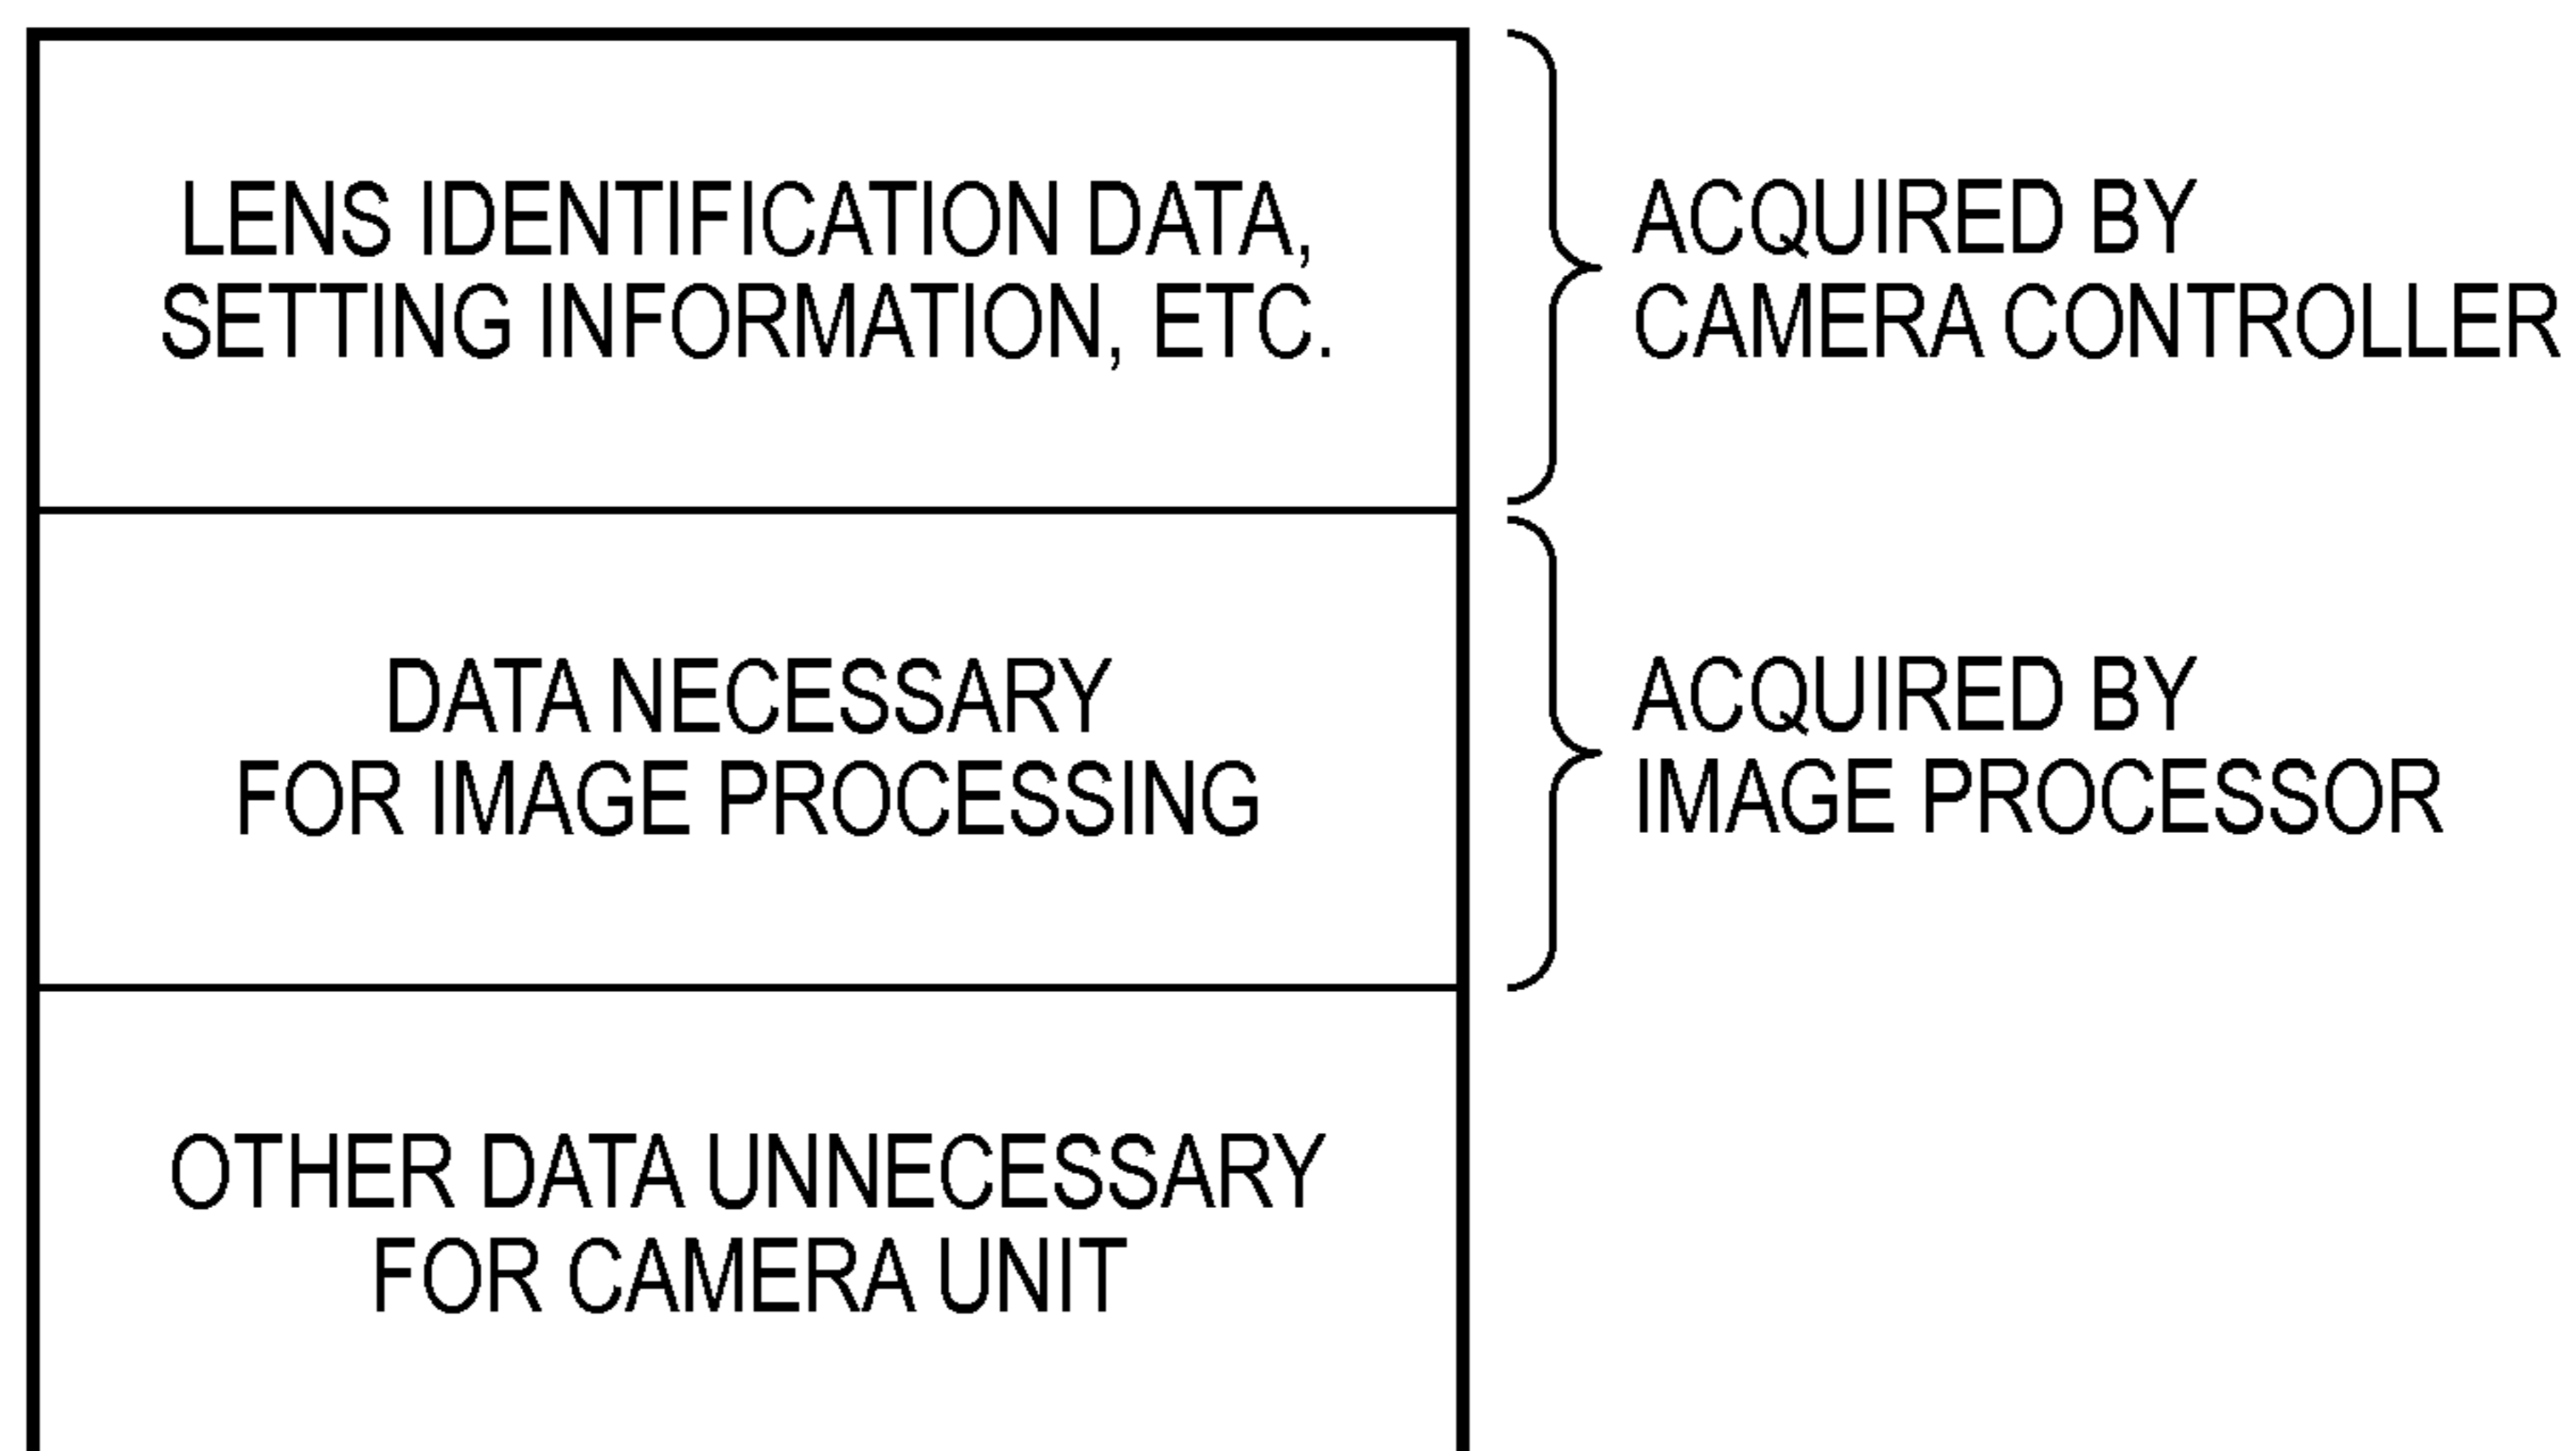 LENS IDENTIFICATION DATA,
SETTING INFORMATION, ETC.
ACQUIRED BY
CAMERA CONTROLLER
DATA NECESSARY
FOR IMAGE PROCESSING
ACQUIRED BY
IMAGE PROCESSOR
OTHER DATA UNNECESSARY
FOR CAMERA UNIT